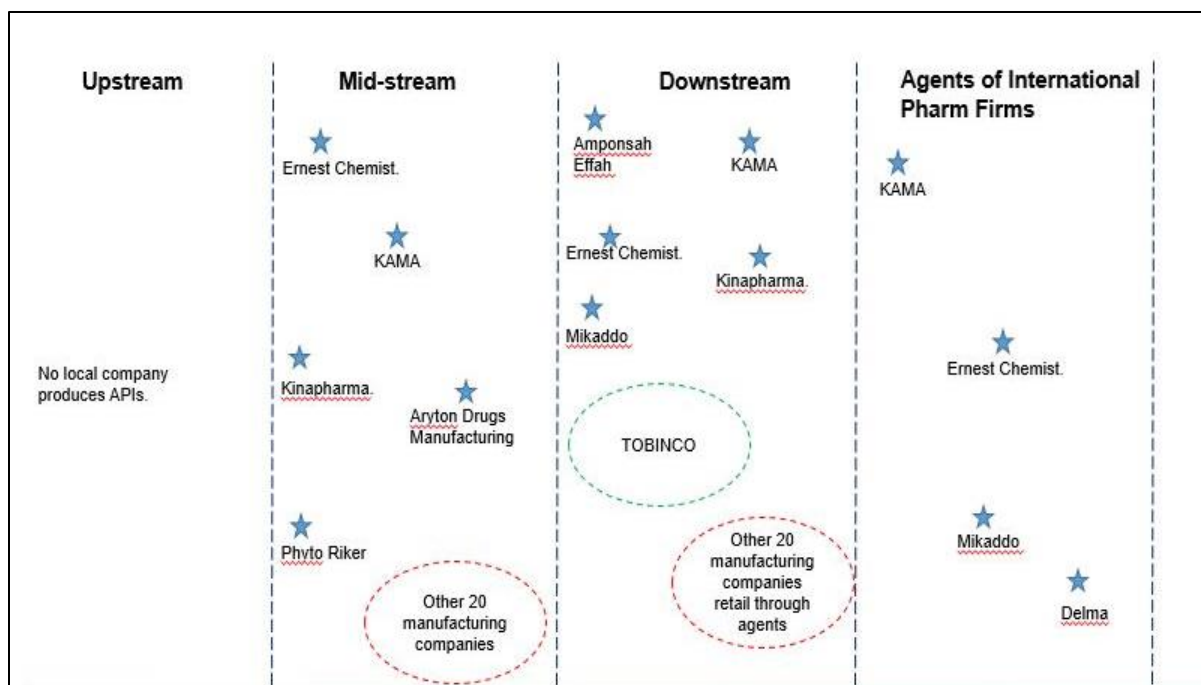 Upstream
Mid-stream
Downstream
Agents of International
Pharm Firms
No local company
produces APIs.
Ernest Chemist.
KAMA
Kinapharma.
Aryton Drugs
Manufacturing
Phyto Riker
Other 20
manufacturing
companies
Amponsah
Effah
KAMA
Ernest Chemist.
Kinapharma.
Mikaddo
TOBINCO
Other 20
manufacturing
companies
retail through
agents
KAMA
Ernest Chemist.
Mikaddo
Delma